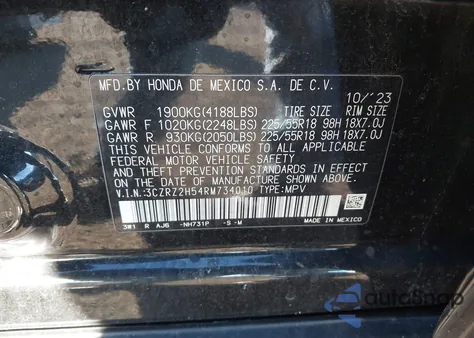 MFD.BY HONDA DE MEXICO S.A. DE C.V.
10/'23
GVWR 1900KG(4188LBS) TIRE SIZE RIM SIZE
GAWR F 1020KG(2248LBS) 225/55R18 98H 18X7.0J
GAWR R 930KG(2050LBS) 225/55R18 98H 18X7.0J
THIS VEHICLE CONFORMS TO ALL APPLICABLE
FEDERAL MOTOR VEHICLE SAFETY AND
THEFT PREVENTION STANDARDS IN EFFECT ON
THE DATE OF MANUFACTURE SHOWN ABOVE.
V.I.N.:3CZRZ2H54RM734010 TYPE:MPV
3W1 R AJ6 -NH731P -S-M MADE IN MEXICO
AutoSnap